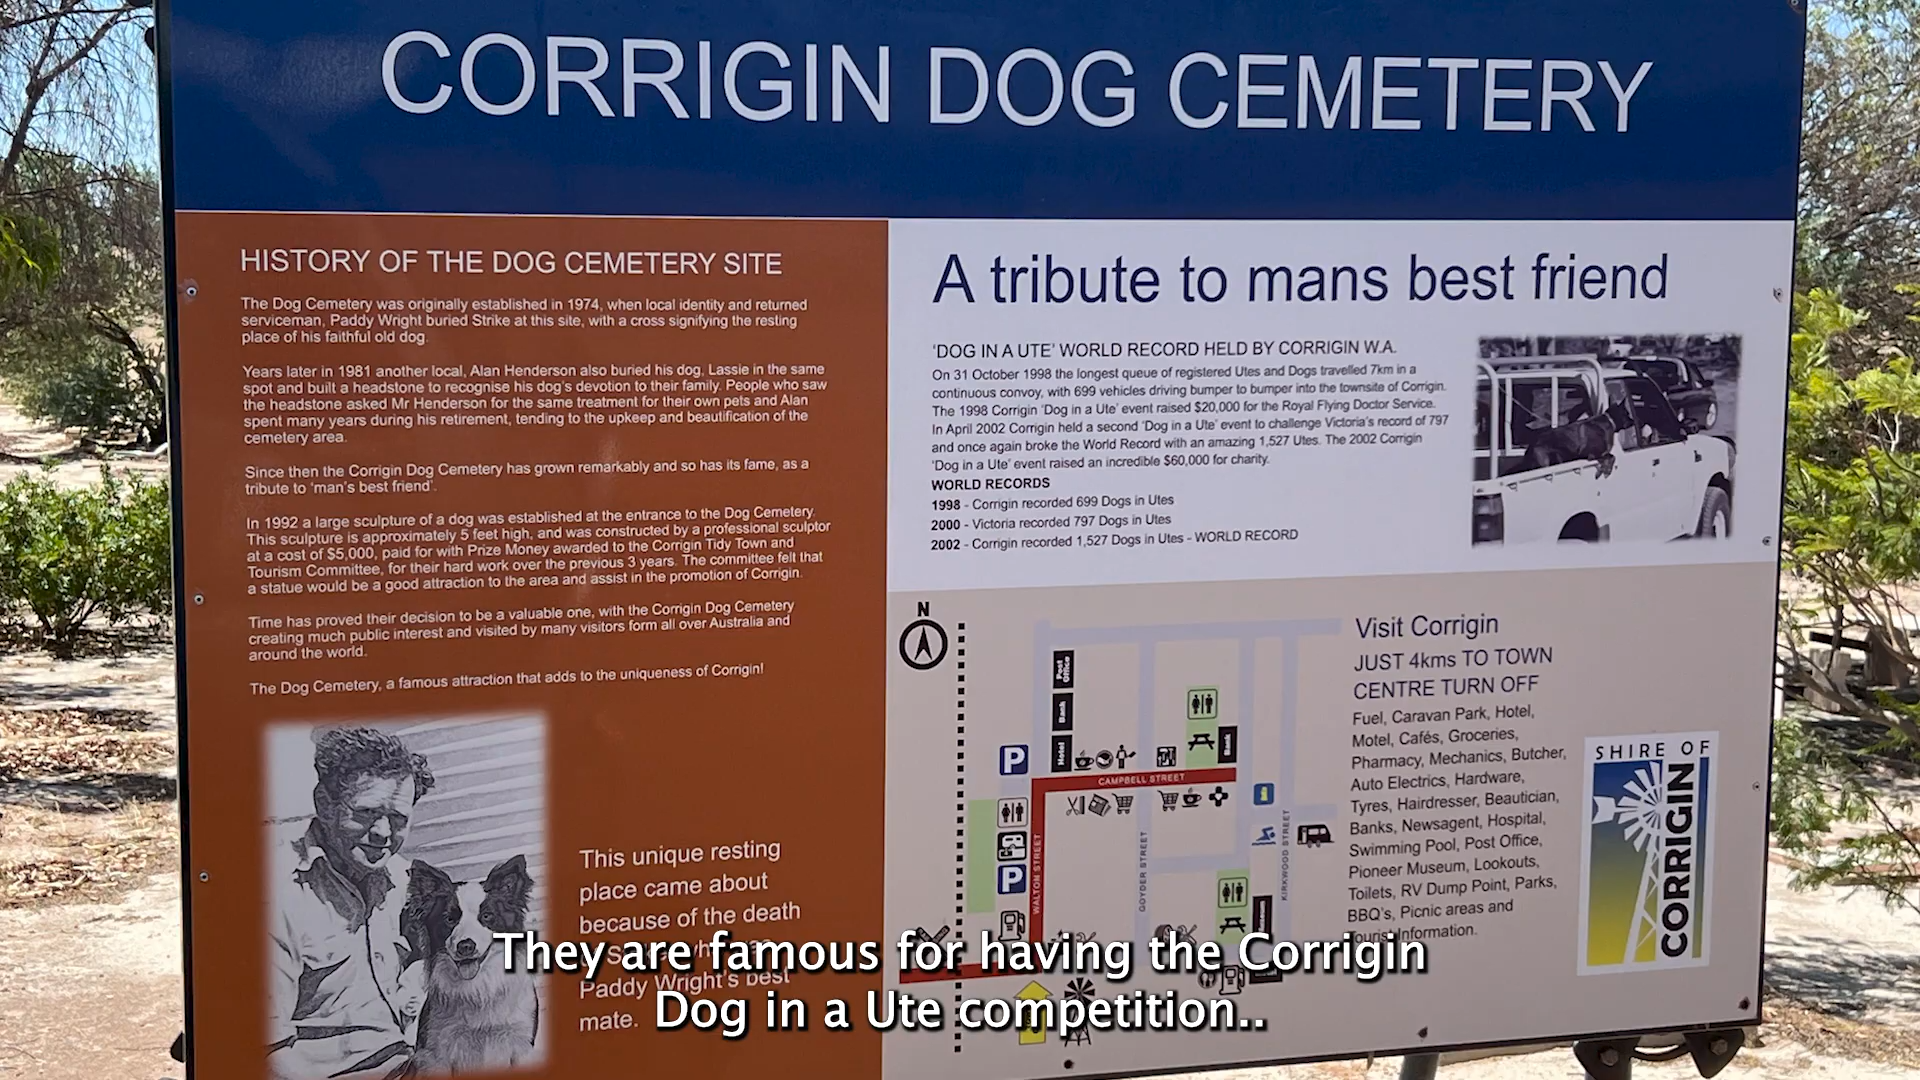 CORRIGIN DOG CEMETERY
HISTORY OF THE DOG CEMETERY SITE
The Dog Cemetery was originally established in 1974, when local identity and returned
serviceman, Paddy Wright buried Strike at this site, with a cross signifying the resting
place of his faithful old dog.
Years later in 1981 another local, Alan Henderson also buried his dog, Lassie in the same
spot and built a headstone to recognise his dog's devotion to their family. People who saw
the headstone asked Mr Henderson for the same treatment for their own pets and Alan
spent many years during his retirement, tending to the upkeep and beautification of the
cemetery area.
Since then the Corrigin Dog Cemetery has grown remarkably and so has its fame, as a
tribute to 'man's best friend'.
In 1992 a large sculpture of a dog was established at the entrance to the Dog Cemetery.
This sculpture is approximately 5 feet high, and was constructed by a professional sculptor
at a cost of $5,000, paid for with Prize Money awarded to the Corrigin Tidy Town and
Tourism Committee, for their hard work over the previous 3 years. The committee felt that
a statue would be a good attraction to the area and assist in the promotion of Corrigin.
Time has proved their decision to be a valuable one, with the Corrigin Dog Cemetery
creating much public interest and visited by many visitors form all over Australia and
around the world.
The Dog Cemetery, a famous attraction that adds to the uniqueness of Corrigin!
This unique resting
place came about
because of the death
Paddy Wright's best
mate.
A tribute to mans best friend
'DOG IN A UTE' WORLD RECORD HELD BY CORRIGIN W.A.
On 31 October 1998 the longest queue of registered Utes and Dogs travelled 7km in a
continuous convoy, with 699 vehicles driving bumper to bumper into the townsite of Corrigin.
The 1998 Corrigin 'Dog in a Ute' event raised $20,000 for the Royal Flying Doctor Service.
In April 2002 Corrigin held a second 'Dog in a Ute' event to challenge Victoria's record of 797
and once again broke the World Record with an amazing 1,527 Utes. The 2002 Corrigin
'Dog in a Ute' event raised an incredible $60,000 for charity.
WORLD RECORDS
1998 - Corrigin recorded 699 Dogs in Utes
2000 - Victoria recorded 797 Dogs in Utes
2002 - Corrigin recorded 1,527 Dogs in Utes - WORLD RECORD
N
Post Office
Bank
Hotel
Bank
P
CAMPBELL STREET
i
P
WALTON STREET
GOYDER STREET
KIRKWOOD STREET
Visit Corrigin
JUST 4kms TO TOWN
CENTRE TURN OFF
Fuel, Caravan Park, Hotel,
Motel, Cafés, Groceries,
Pharmacy, Mechanics, Butcher,
Auto Electrics, Hardware,
Tyres, Hairdresser, Beautician,
Banks, Newsagent, Hospital,
Swimming Pool, Post Office,
Pioneer Museum, Lookouts,
Toilets, RV Dump Point, Parks,
BBQ's, Picnic areas and
Tourist Information.
SHIRE OF
CORRIGIN
They are famous for having the Corrigin
Dog in a Ute competition..